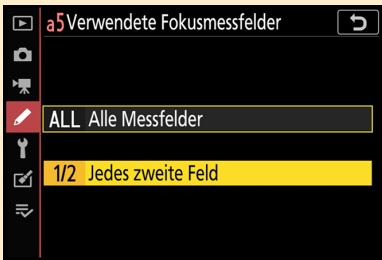 a5 Verwendete Fokusmessfelder
ALL Alle Messfelder
1/2 Jedes zweite Feld